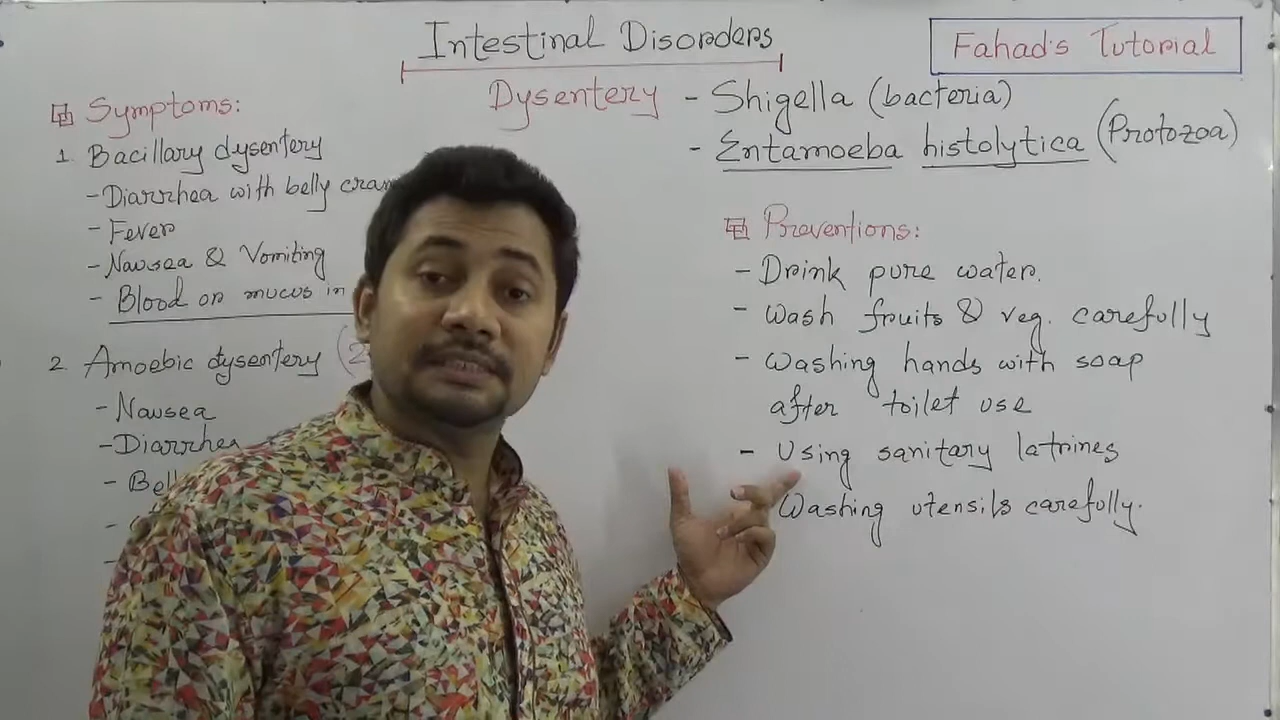 Intestinal Disorders
Fahad's Tutorial
Dysentery - Shigella (bacteria)
- Entamoeba histolytica (Protozoa)
Symptoms:
1. Bacillary dysentery
- Diarrhea with belly
- Fever
- Nausea & Vomiting
- Blood or mucus in
2. Amoebic dysentery
- Nausea
- Diarrhea
Preventions:
- Drink pure water.
- Wash fruits & veg. carefully
- Washing hands with soap
after toilet use
- Using sanitary latrines
Washing utensils carefully.